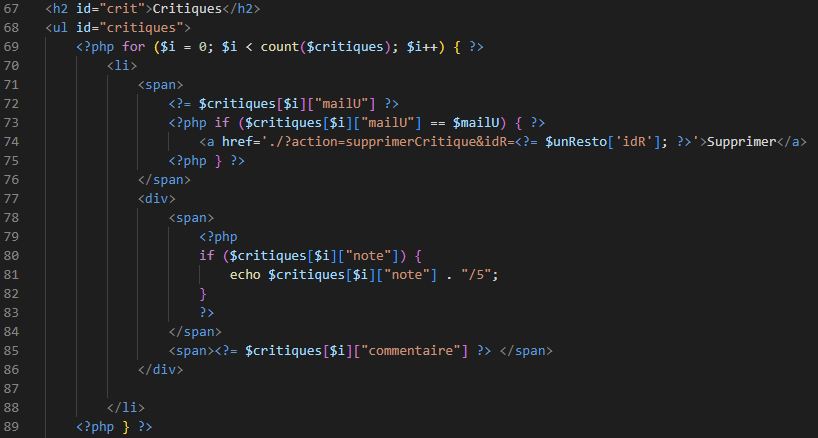 67 <h2 id="crit">Critiques</h2>
68 <ul id="critiques">
69 <?php for ($i = 0; $i < count($critiques); $i++) { ?>
70 <li>
71 <span>
72 <?= $critiques[$i]["mailU"] ?>
73 <?php if ($critiques[$i]["mailU"] == $mailU) { ?>
74 <a href='./?action=supprimerCritique&idR=<?= $unResto['idR']; ?>'>Supprimer</a>
75 <?php } ?>
76 </span>
77 <div>
78 <span>
79 <?php
80 if ($critiques[$i]["note"]) {
81 echo $critiques[$i]["note"] . "/5";
82 }
83 ?>
84 </span>
85 <span><?= $critiques[$i]["commentaire"] ?> </span>
86 </div>
87
88 </li>
89 <?php } ?>